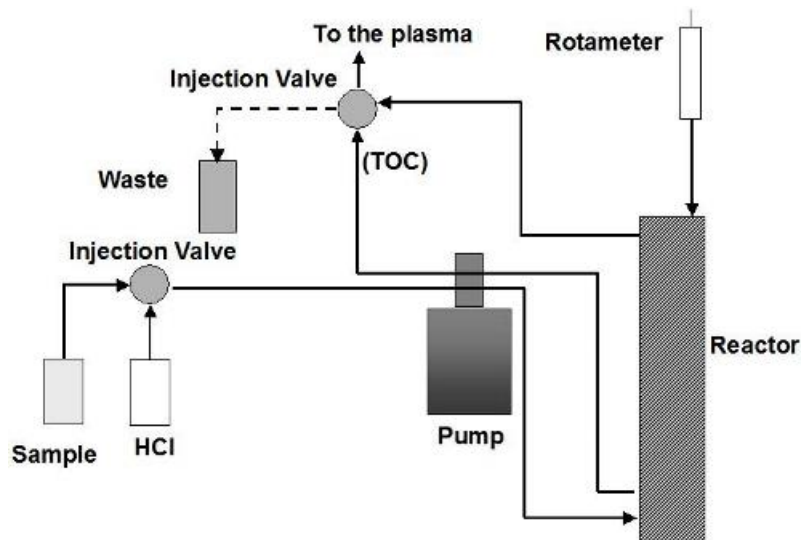 To the plasma
Rotameter
Injection Valve
(TOC)
Waste
Injection Valve
Reactor
Pump
HCl
Sample